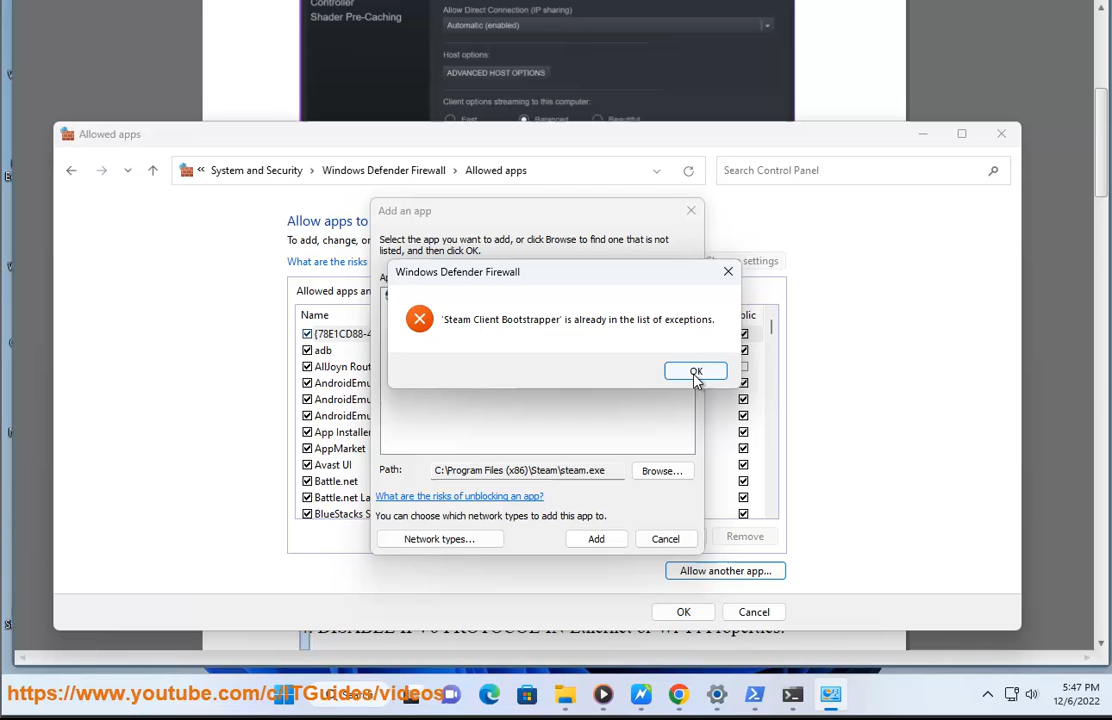 Controller
Shader Pre-Caching
Allow Direct Connection (IP sharing)
Automatic (enabled)
Host options:
ADVANCED HOST OPTIONS
Client options streaming to this computer:
Fast Balanced Beautiful
Allowed apps
« System and Security > Windows Defender Firewall > Allowed apps
Search Control Panel
Allow apps to
To add, change, or
What are the risks
settings
Allowed apps an
Name
{78E1CD88-4
adb
AllJoyn Rout
AndroidEmu
AndroidEmu
AndroidEmu
App Installer
AppMarket
Avast UI
Battle.net
Battle.net La
BlueStacks S
Add an app
Select the app you want to add, or click Browse to find one that is not
listed, and then click OK.
Windows Defender Firewall
'Steam Client Bootstrapper' is already in the list of exceptions.
OK
Path: C:\Program Files (x86)\Steam\steam.exe Browse...
What are the risks of unblocking an app?
You can choose which network types to add this app to.
Network types... Add Cancel
Remove
Allow another app...
OK Cancel
https://www.youtube.com/c/ITGuides/videos
5:47 PM
12/6/2022